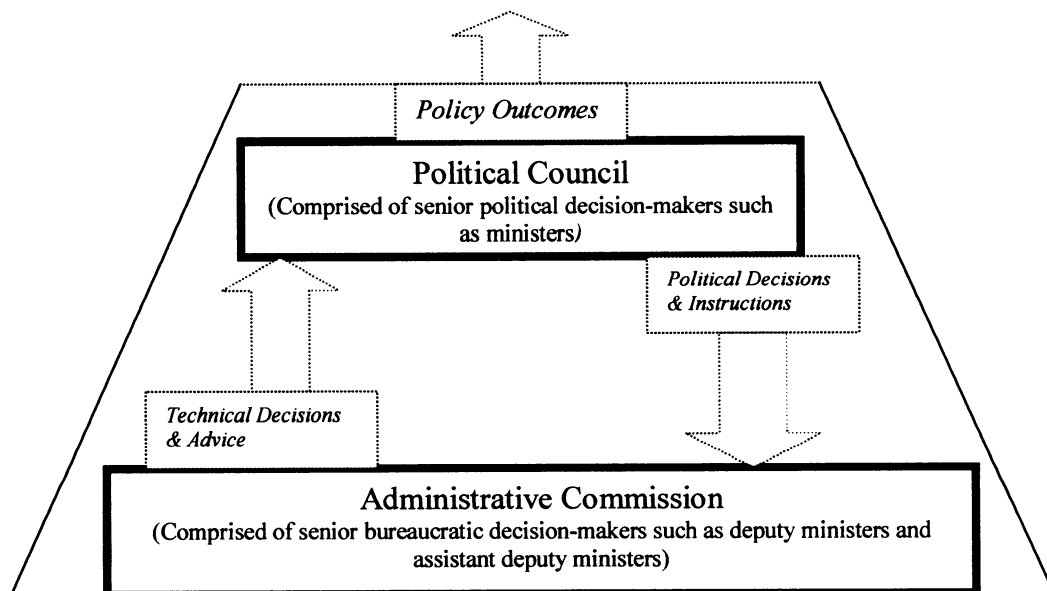 Policy Outcomes
Political Council
(Comprised of senior political decision-makers such
as ministers)
Political Decisions
& Instructions
Technical Decisions
& Advice
Administrative Commission
(Comprised of senior bureaucratic decision-makers such as deputy ministers and
assistant deputy ministers)